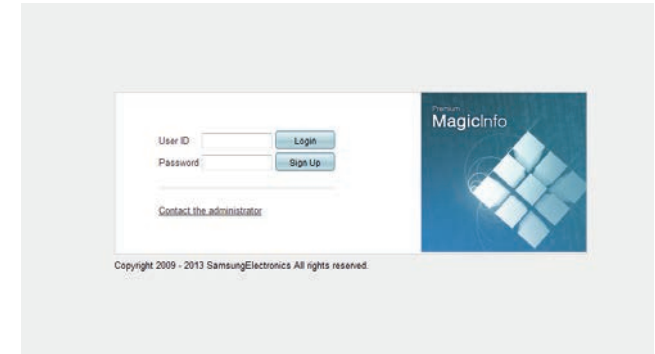 Premium
MagicInfo
User ID
Login
Password
Sign Up
Contact the administrator
Copyright 2009 - 2013 SamsungElectronics All rights reserved.